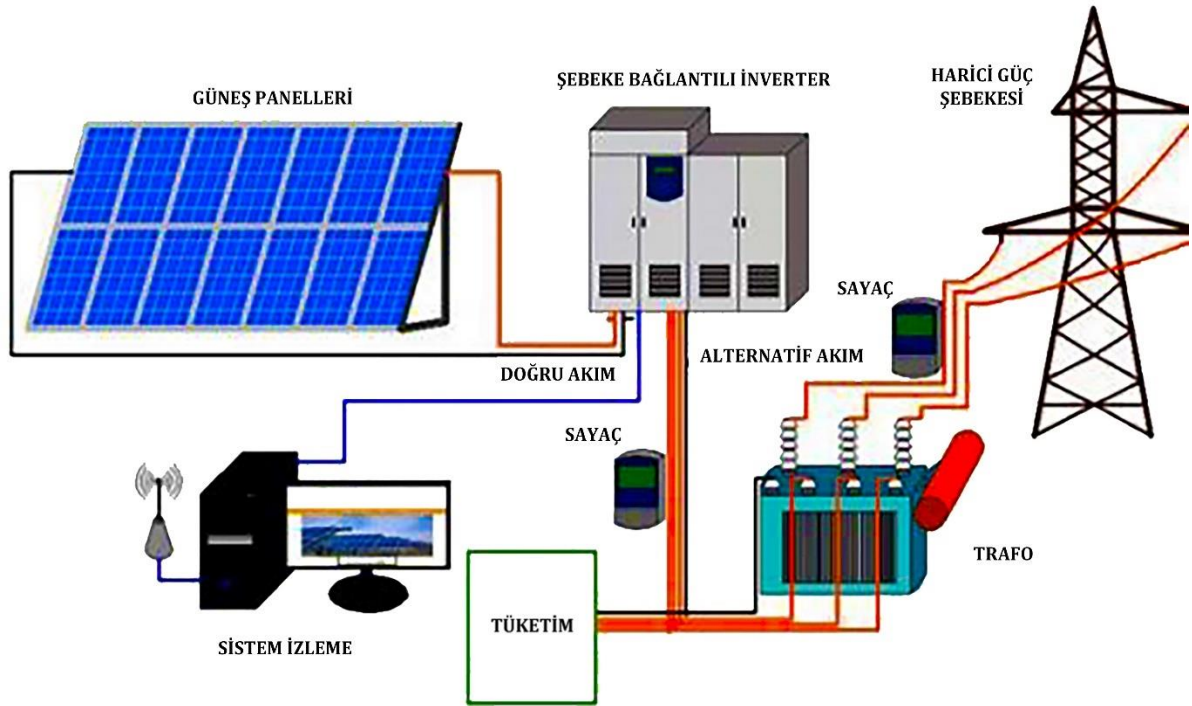 GÜNEŞ PANELLERİ
ŞEBEKE BAĞLANTILI İNVERTER
HARİCİ GÜÇ
ŞEBEKESİ
SAYAÇ
DOĞRU AKIM
ALTERNATİF AKIM
SAYAÇ
TRAFO
TÜKETİM
SİSTEM İZLEME